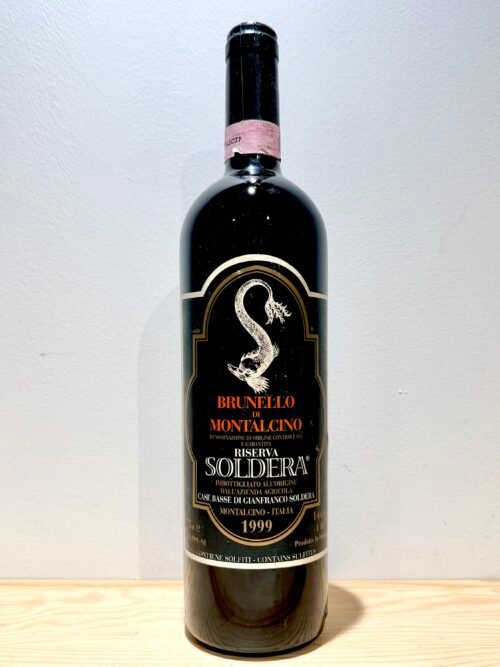 BRUNELLO
DI
MONTALCINO
DENOMINAZIONE DI ORIGINE CONTROLLATA
E GARANTITA
RISERVA
SOLDERA®
IMBOTTIGLIATO ALL'ORIGINE
DALL'AZIENDA AGRICOLA
CASE BASSE DI GIANFRANCO SOLDERA
MONTALCINO - ITALIA
1999
CONTIENE SOLFITI - CONTAINS SULFITES